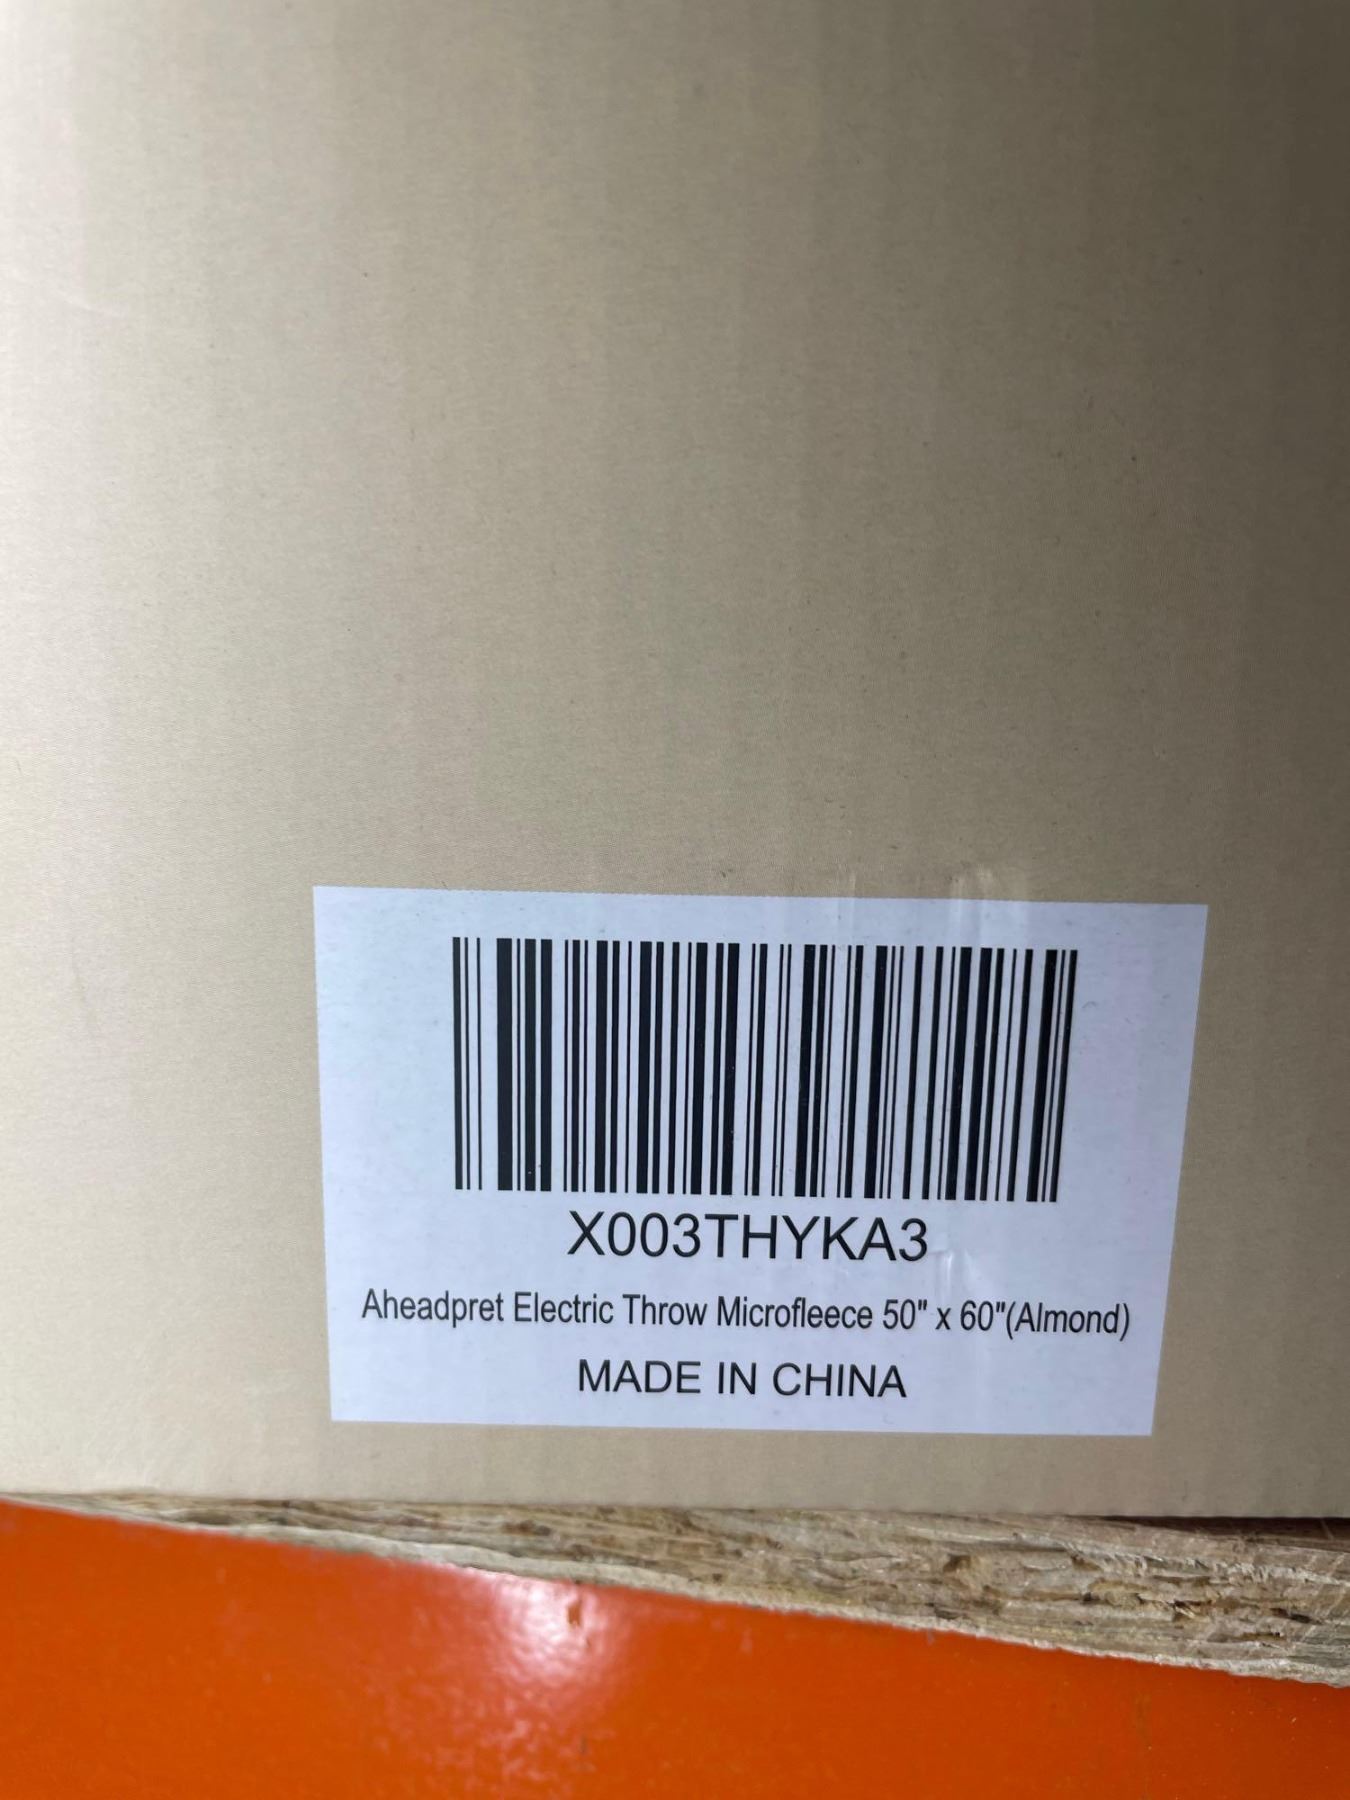 X003THYKA3
Aheadpret Electric Throw Microfleece 50" x 60"(Almond)
MADE IN CHINA